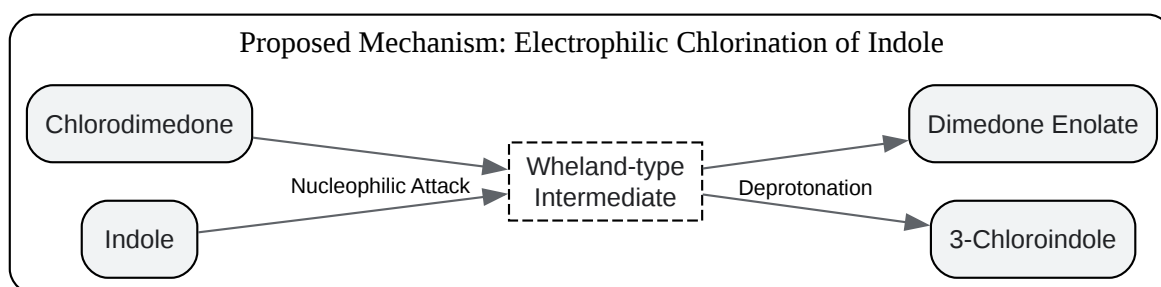 Proposed Mechanism: Electrophilic Chlorination of Indole
Chlorodimedone
Dimedone Enolate
Wheland-type
Intermediate
Nucleophilic Attack
Deprotonation
Indole
3-Chloroindole